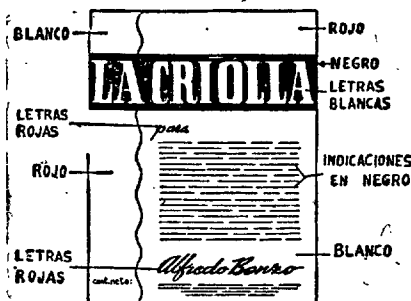 BLANCO
ROJO
NEGRO
LA CRIOLLA
LETRAS
BLANCAS
LETRAS
ROJAS
para
ROJO
INDICACIONES
EN NEGRO
BLANCO
LETRAS
ROJAS
Alfredo Bonzo
cont.neto: